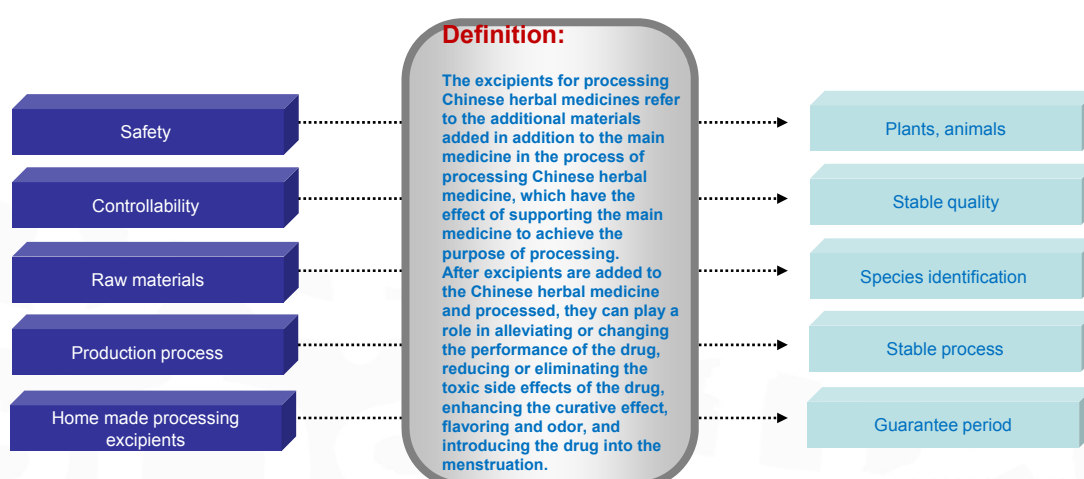 Definition:
The excipients for processing
Chinese herbal medicines refer
to the additional materials
added in addition to the main
medicine in the process of
processing Chinese herbal
medicine, which have the
effect of supporting the main
medicine to achieve the
purpose of processing.
After excipients are added to
the Chinese herbal medicine
and processed, they can play a
role in alleviating or changing
the performance of the drug,
reducing or eliminating the
toxic side effects of the drug,
enhancing the curative effect,
flavoring and odor, and
introducing the drug into the
menstruation.
Safety
Plants, animals
Controllability
Stable quality
Raw materials
Species identification
Production process
Stable process
Home made processing
excipients
Guarantee period